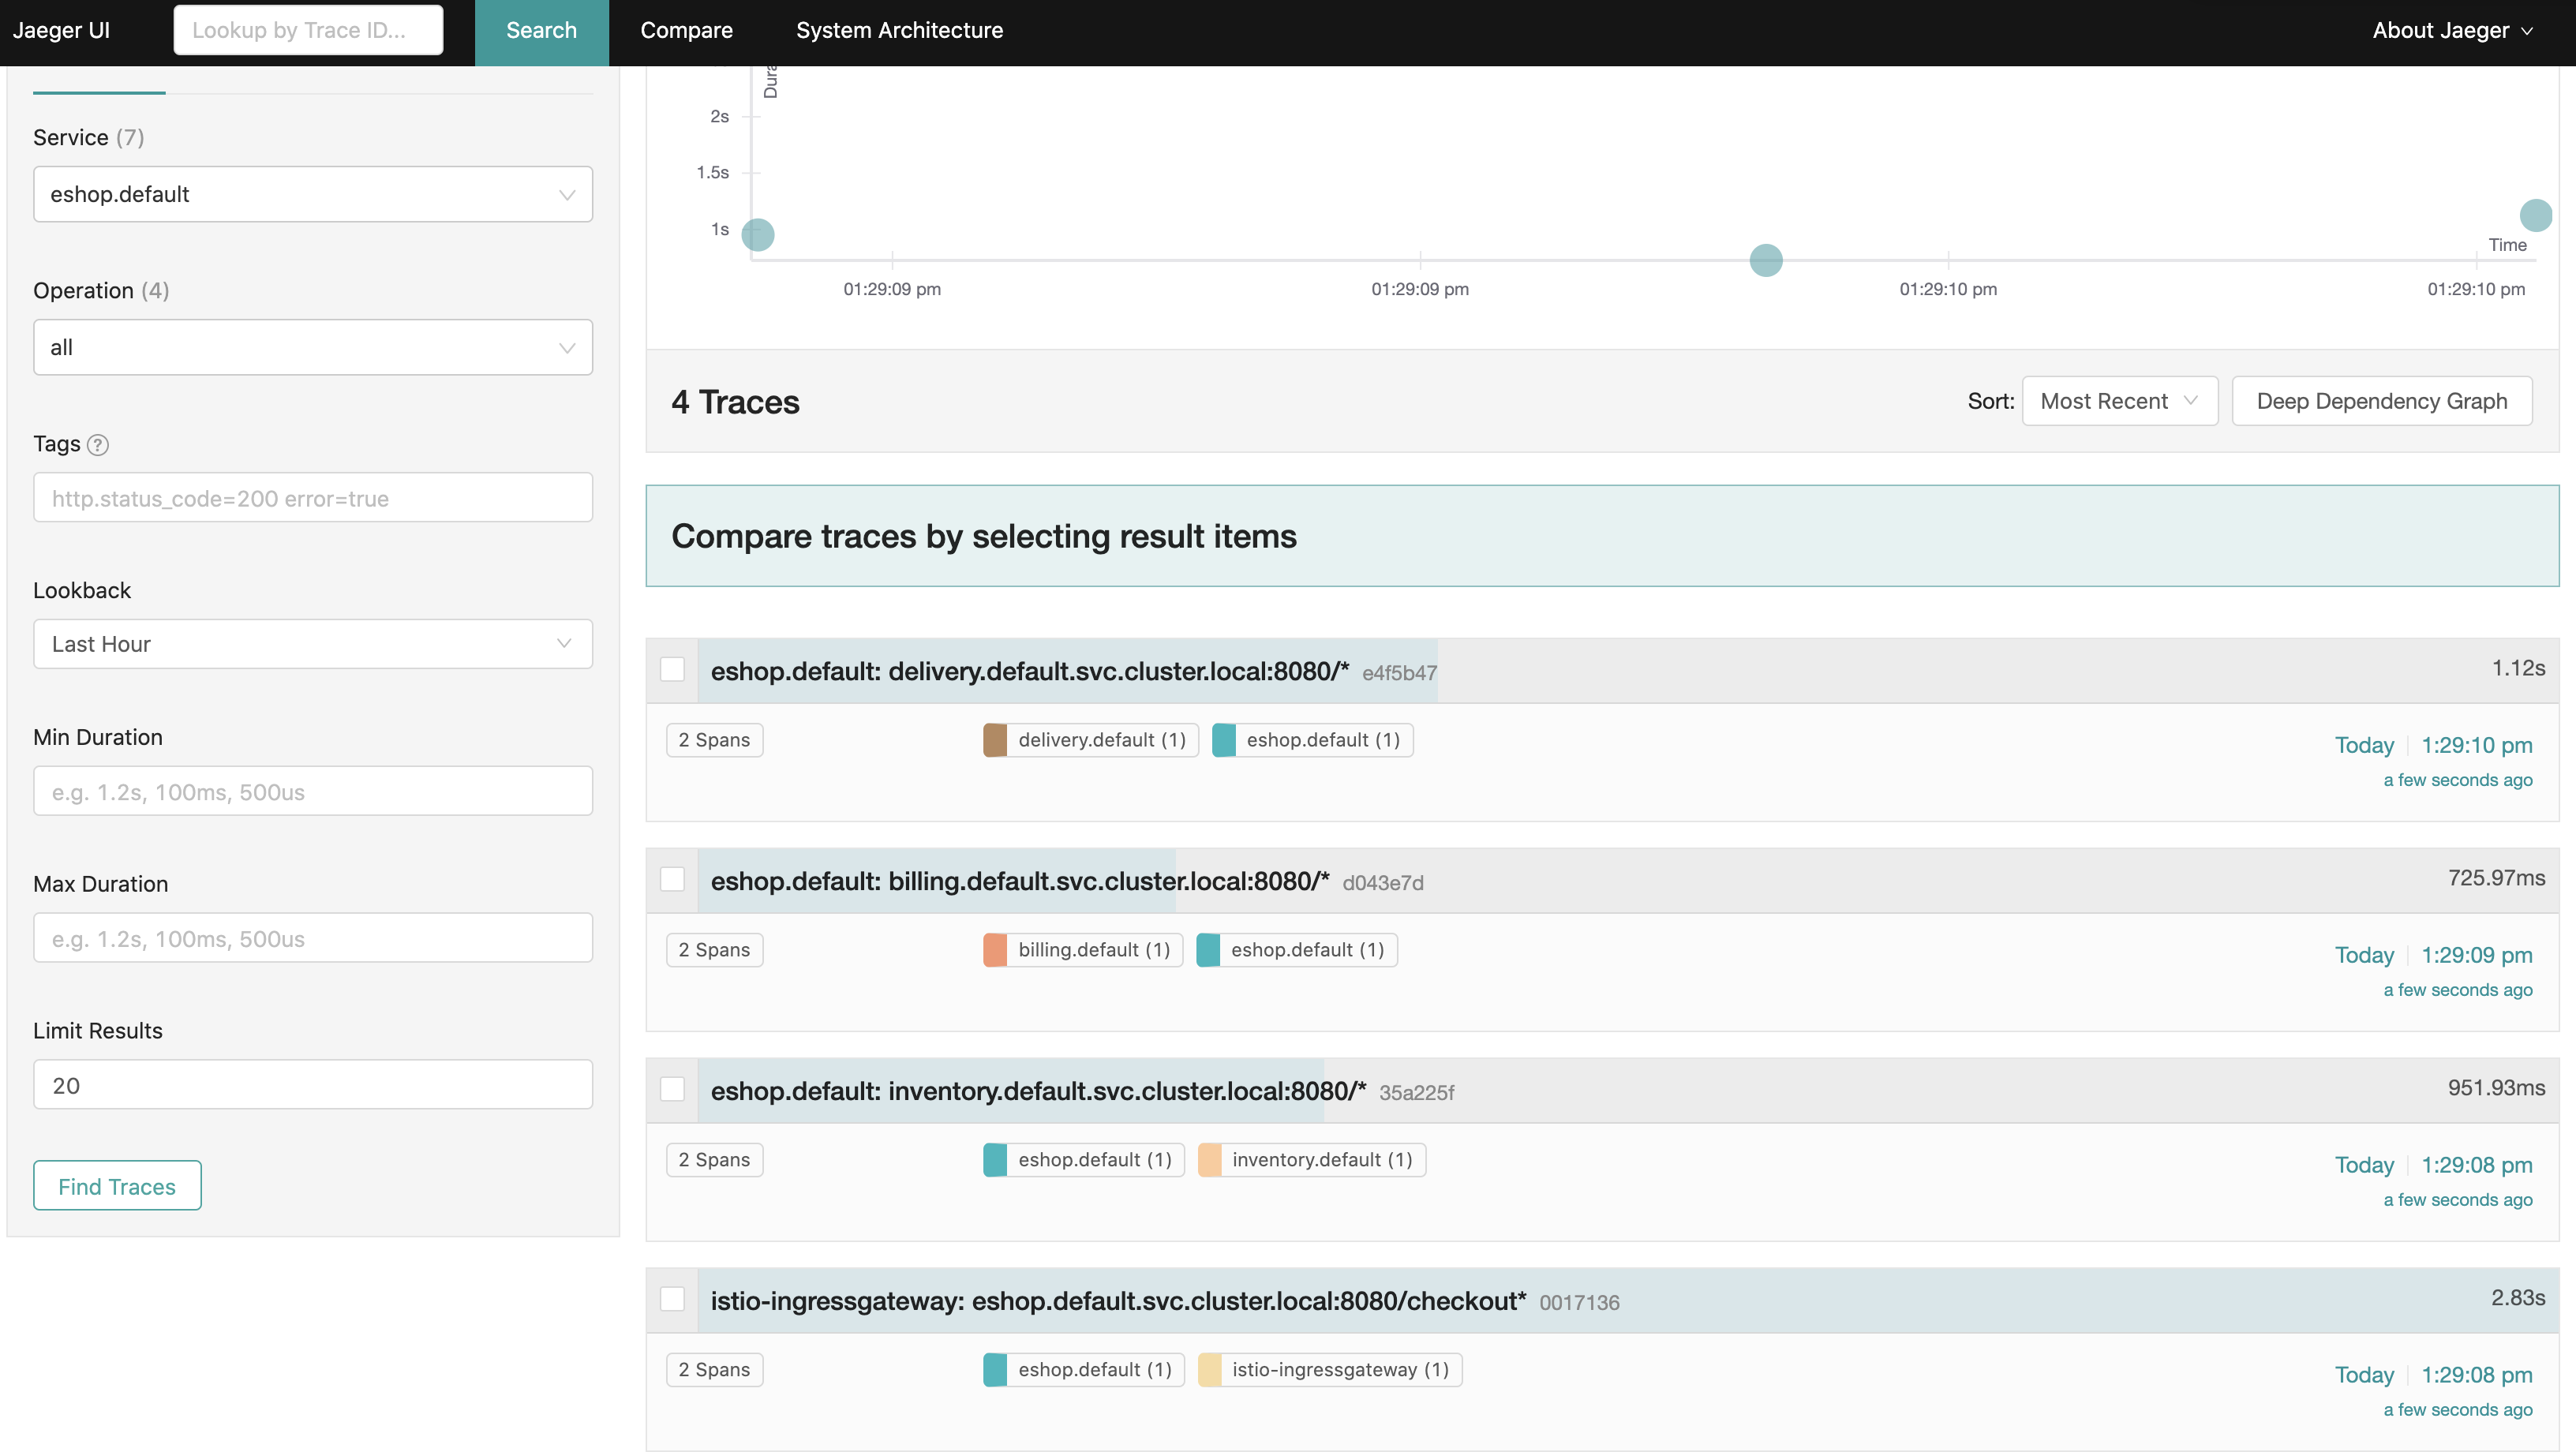 Jaeger UI
Lookup by Trace ID...
Search
Compare
System Architecture
About Jaeger
Service (7)
eshop.default
Operation (4)
all
Tags ?
http.status_code=200 error=true
Lookback
Last Hour
Min Duration
e.g. 1.2s, 100ms, 500us
Max Duration
e.g. 1.2s, 100ms, 500us
Limit Results
20
Find Traces
2s
1.5s
1s
Time
01:29:09 pm
01:29:09 pm
01:29:10 pm
01:29:10 pm
4 Traces
Sort:
Most Recent
Deep Dependency Graph
Compare traces by selecting result items
eshop.default: delivery.default.svc.cluster.local:8080/* e4f5b47
1.12s
2 Spans
delivery.default (1)
eshop.default (1)
Today 1:29:10 pm
a few seconds ago
eshop.default: billing.default.svc.cluster.local:8080/* d043e7d
725.97ms
2 Spans
billing.default (1)
eshop.default (1)
Today 1:29:09 pm
a few seconds ago
eshop.default: inventory.default.svc.cluster.local:8080/* 35a225f
951.93ms
2 Spans
eshop.default (1)
inventory.default (1)
Today 1:29:08 pm
a few seconds ago
istio-ingressgateway: eshop.default.svc.cluster.local:8080/checkout* 0017136
2.83s
2 Spans
eshop.default (1)
istio-ingressgateway (1)
Today 1:29:08 pm
a few seconds ago